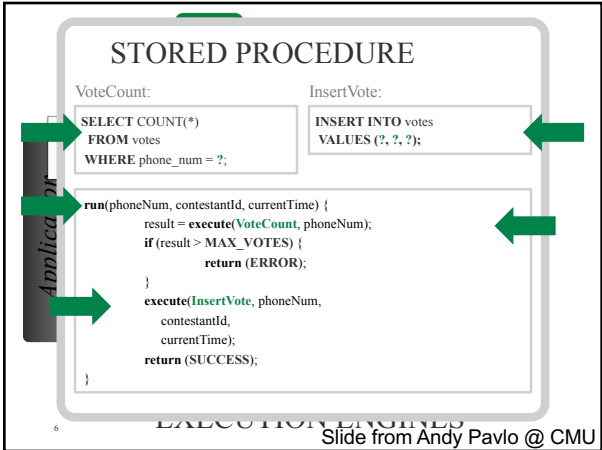 STORED PROCEDURE
VoteCount:
SELECT COUNT(*)
FROM votes
WHERE phone_num = ?;
InsertVote:
INSERT INTO votes
VALUES (?, ?, ?);
run(phoneNum, contestantId, currentTime) {
result = execute(VoteCount, phoneNum);
if (result > MAX_VOTES) {
return (ERROR);
}
execute(InsertVote, phoneNum,
contestantId,
currentTime);
return (SUCCESS);
}
EXECUTION ENGINES
6
Slide from Andy Pavlo @ CMU